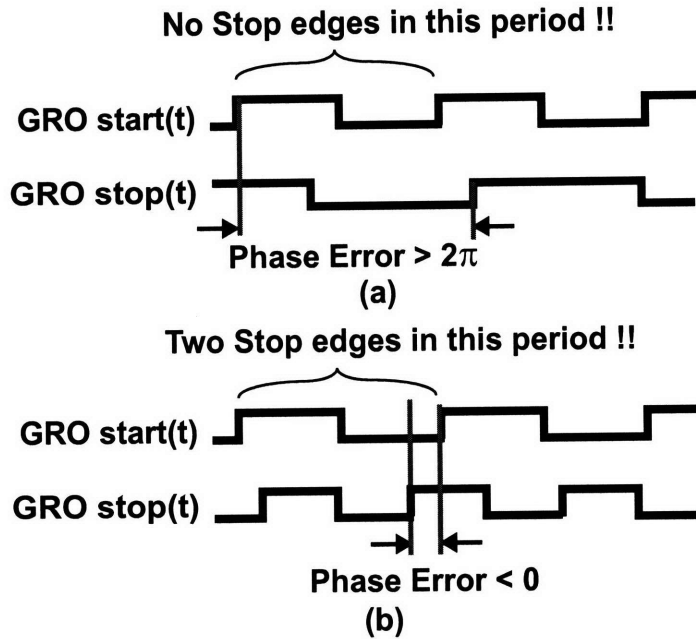 No Stop edges in this period !!
GRO start(t)
GRO stop(t)
Phase Error > 2π
(a)
Two Stop edges in this period !!
GRO start(t)
GRO stop(t)
Phase Error < 0
(b)